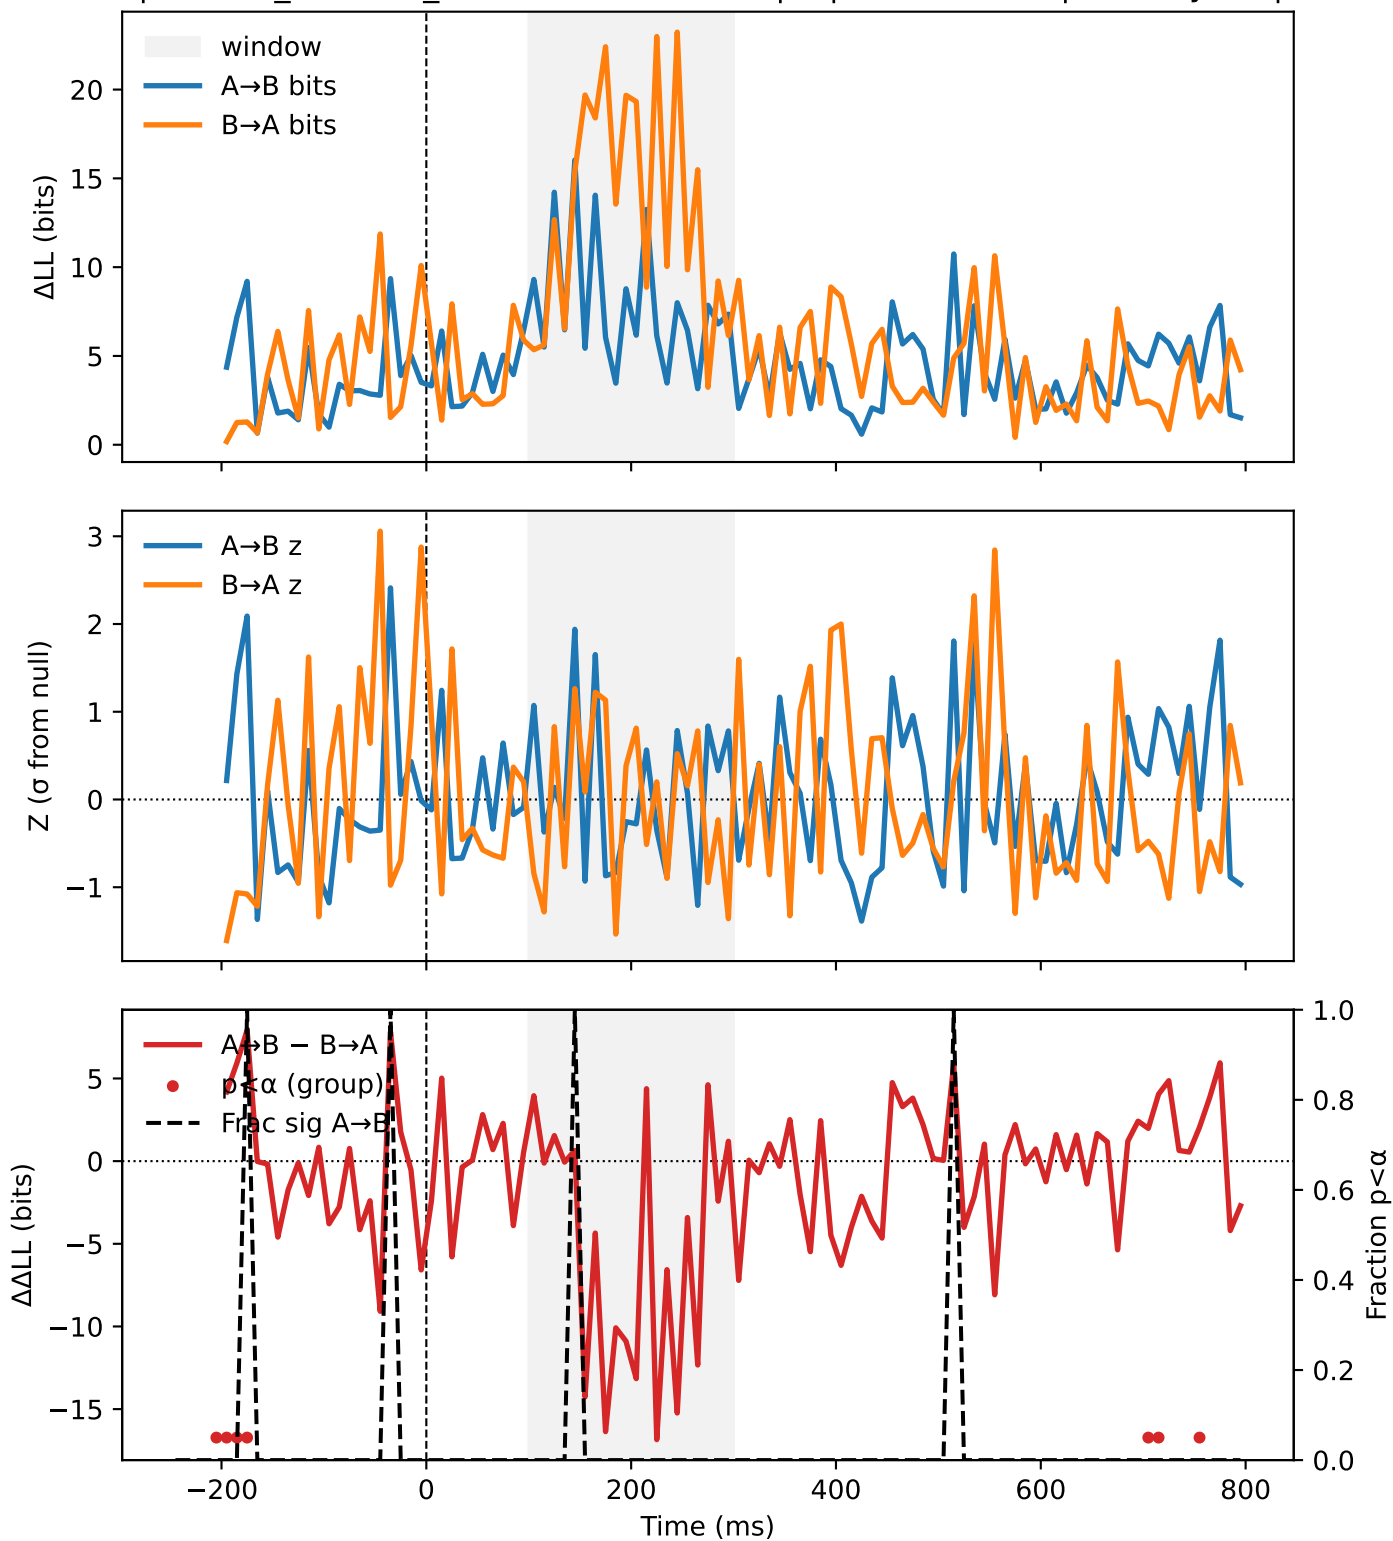 window
A→B bits
B→A bits
ΔLL (bits)
20
15
10
5
0
A→B z
B→A z
Z (σ from null)
3
2
1
0
−1
A→B − B→A
p<α (group)
Frac sig A→B
ΔΔLL (bits)
5
0
−5
−10
−15
1.0
0.8
0.6
0.4
0.2
0.0
Fraction p<α
−200
0
200
400
600
800
Time (ms)